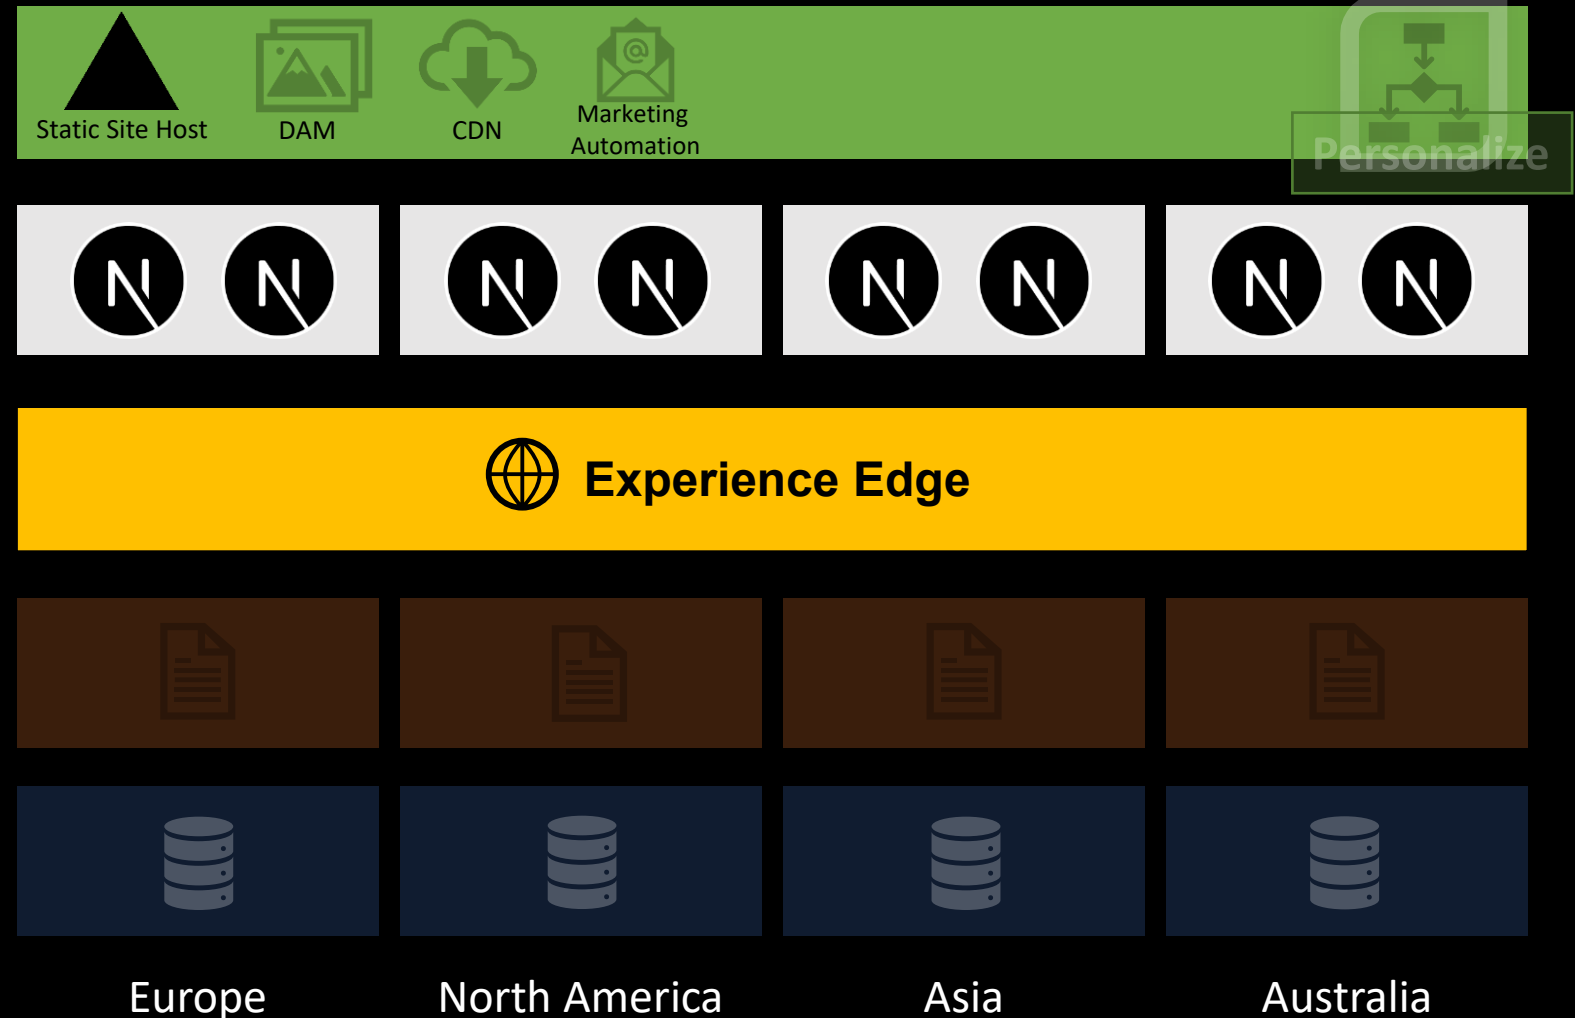 Static Site Host
DAM
CDN
Marketing
Automation
Personalize
Experience Edge
Europe
North America
Asia
Australia